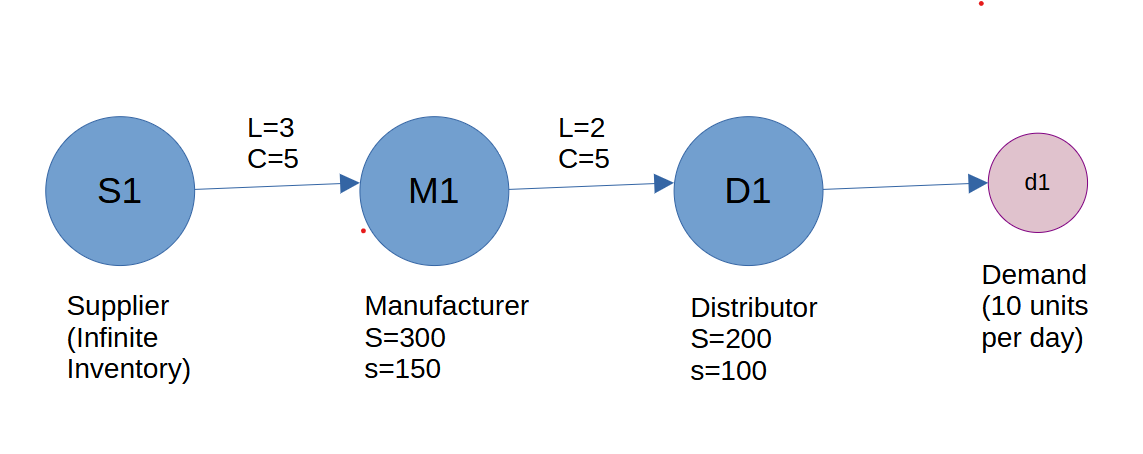 L=3
C=5
L=2
C=5
S1
M1
D1
d1
Supplier
(Infinite
Inventory)
Manufacturer
S=300
s=150
Distributor
S=200
s=100
Demand
(10 units
per day)